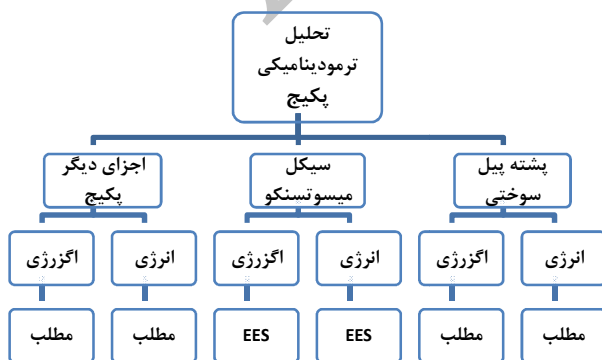 تحلیل
ترمودینامیکی
پکیج
پشته پیل
سوختی
سیکل
میسوتسنکو
اجزای دیگر
پکیج
انرژی
اگزرژی
انرژی
اگزرژی
انرژی
اگزرژی
مطلب
مطلب
EES
EES
مطلب
مطلب